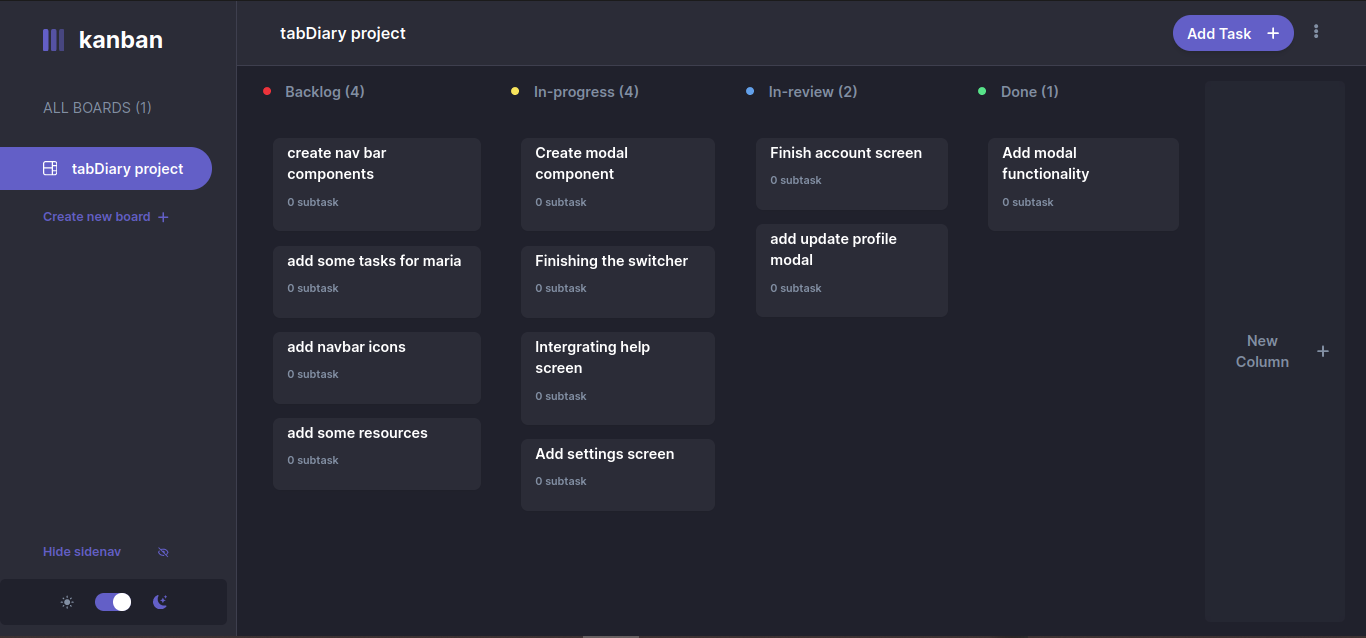 kanban
ALL BOARDS (1)
tabDiary project
Create new board +
Hide sidenav
tabDiary project
Add Task +
Backlog (4)
create nav bar
components
0 subtask
add some tasks for maria
0 subtask
add navbar icons
0 subtask
add some resources
0 subtask
In-progress (4)
Create modal
component
0 subtask
Finishing the switcher
0 subtask
Intergrating help
screen
0 subtask
Add settings screen
0 subtask
In-review (2)
Finish account screen
0 subtask
add update profile
modal
0 subtask
Done (1)
Add modal
functionality
0 subtask
New
Column +